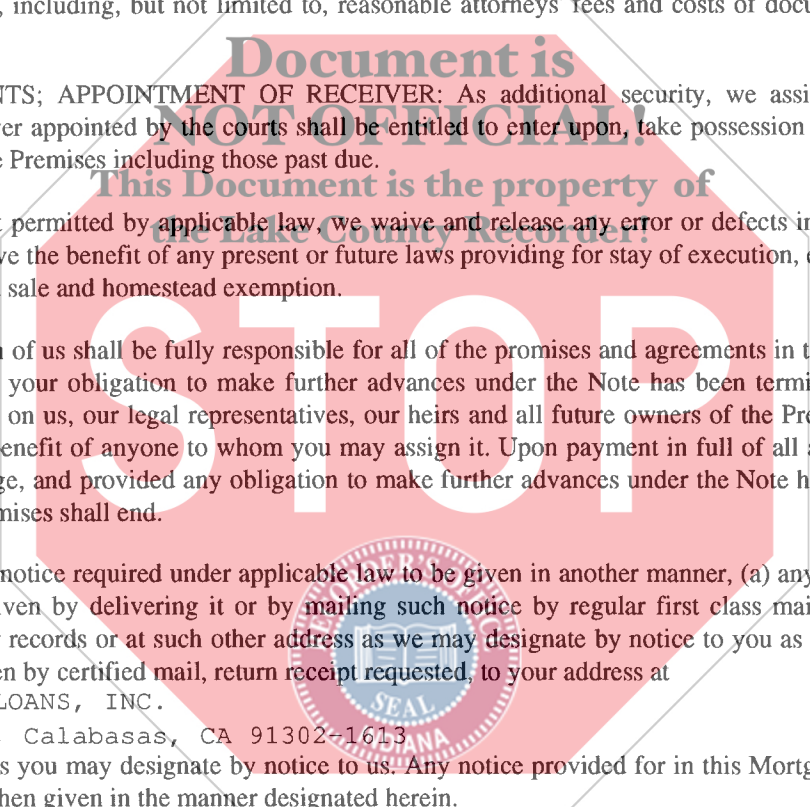 , including, but not limited to, reasonable attorneys' fees and costs of docu
Document is
NTS; APPOINTMENT OF RECEIVER: As additional security, we assi
NOT OFFICIAL!
ver appointed by the courts shall be entitled to enter upon, take possession
e Premises including those past due.
This Document is the property of
t permitted by applicable law, we waive and release any error or defects in
the Lake County Recorder!
ve the benefit of any present or future laws providing for stay of execution,
sale and homestead exemption.
STOP
of us shall be fully responsible for all of the promises and agreements in t
your obligation to make further advances under the Note has been termi
on us, our legal representatives, our heirs and all future owners of the Pre
enefit of anyone to whom you may assign it. Upon payment in full of all
ge, and provided any obligation to make further advances under the Note h
mises shall end.
notice required under applicable law to be given in another manner, (a) any
iven by delivering it or by mailing such notice by regular first class mai
records or at such other address as we may designate by notice to you as
en by certified mail, return receipt requested, to your address at
LOANS, INC.
Calabasas, CA 91302-1613
s you may designate by notice to us. Any notice provided for in this Mortg
hen given in the manner designated herein.
RECORDER'S OFFICE
SEAL
INDIANA